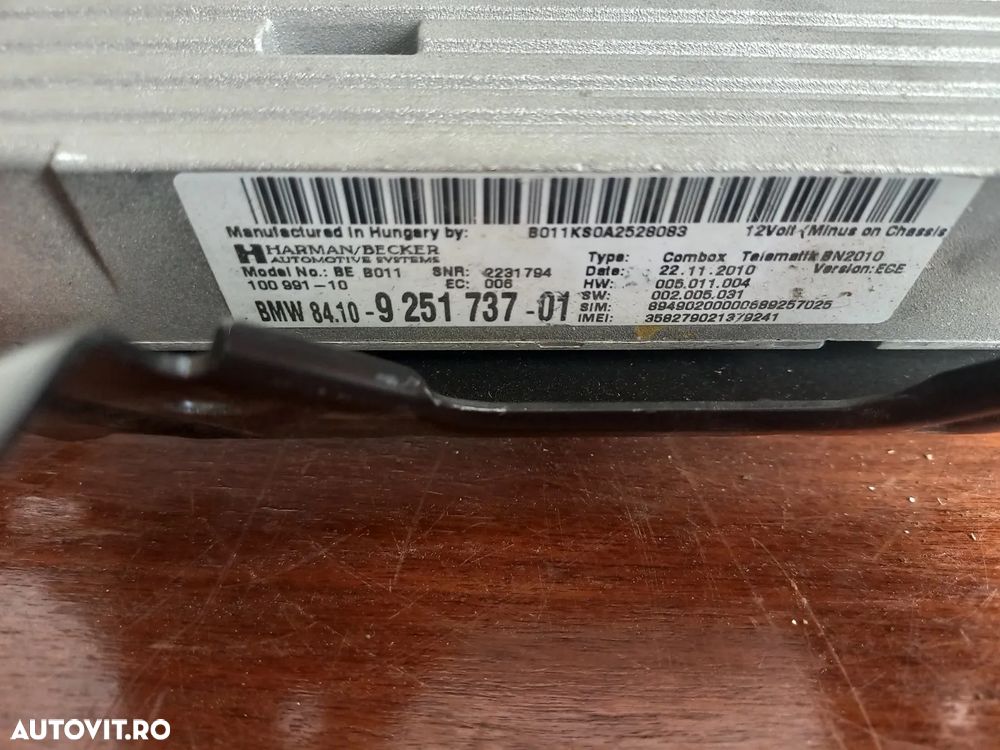 B011KS0A2528083
Manufactured in Hungary by:
12Volt (Minus on Chassis
HARMAN/BECKER
AUTOMOTIVE SYSTEMS
Model No.: BE B011 SNR: 2231794
100 991-10 EC: 006
BMW 84.10-9 251 737-01
Type: Combox Telematik BN2010
Date: 22.11.2010 Version: ECE
HW: 005.011.004
SW: 002.005.031
SIM: 89490200000689257025
IMEI: 358279021379241
AUTOVIT.RO